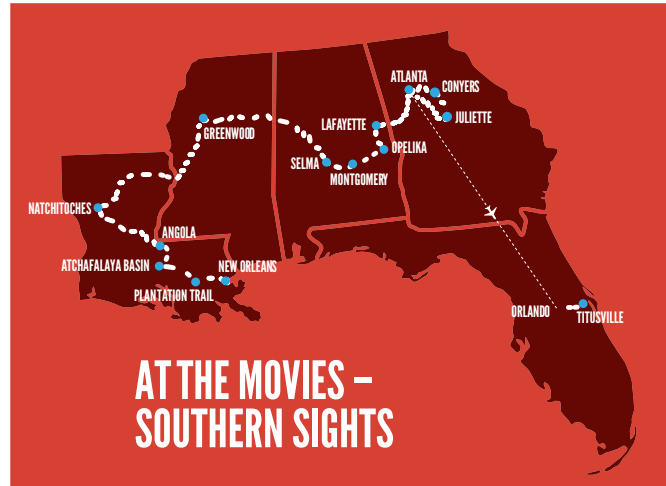 ATLANTA
CONYERS
JULIETTE
LAFAYETTE
GREENWOOD
OPELIKA
SELMA
MONTGOMERY
NATCHITOCHES
ANGOLA
ATCHAFALAYA BASIN
NEW ORLEANS
PLANTATION TRAIL
ORLANDO
TITUSVILLE
AT THE MOVIES –
SOUTHERN SIGHTS